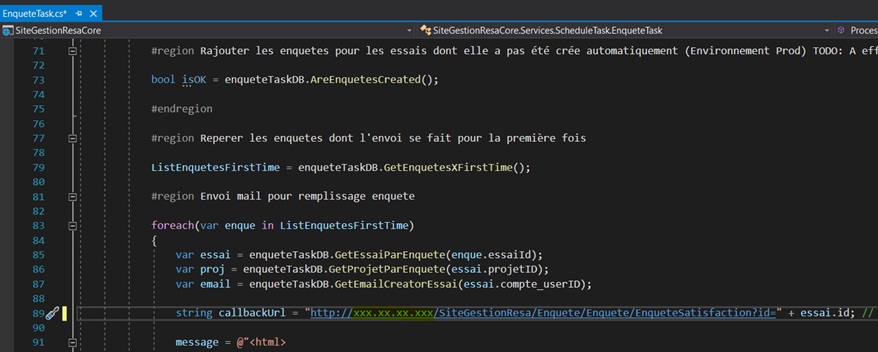 EnqueteTask.cs*
SiteGestionResaCore SiteGestionResaCore.Services.ScheduleTask.EnqueteTask Proces
71 #region Rajouter les enquetes pour les essais dont elle a pas été crée automatiquement (Environnement Prod) TODO: A eff
72
73 bool isOK = enqueteTaskDB.AreEnquetesCreated();
74
75 #endregion
76
77 #region Reperer les enquetes dont l'envoi se fait pour la première fois
78
79 ListEnquetesFirstTime = enqueteTaskDB.GetEnquetesXFirstTime();
80
81 #region Envoi mail pour remplissage enquete
82
83 foreach(var enque in ListEnquetesFirstTime)
84 {
85 var essai = enqueteTaskDB.GetEssaiParEnquete(enque.essaiId);
86 var proj = enqueteTaskDB.GetProjetParEnquete(essai.projetID);
87 var email = enqueteTaskDB.GetEmailCreatorEssai(essai.compte_userID);
88
89 string callbackUrl = "http://xxx.xx.xx.xxx/SiteGestionResa/Enquete/Enquete/EnqueteSatisfaction?id=" + essai.id; //
90
91 message = @"<html>